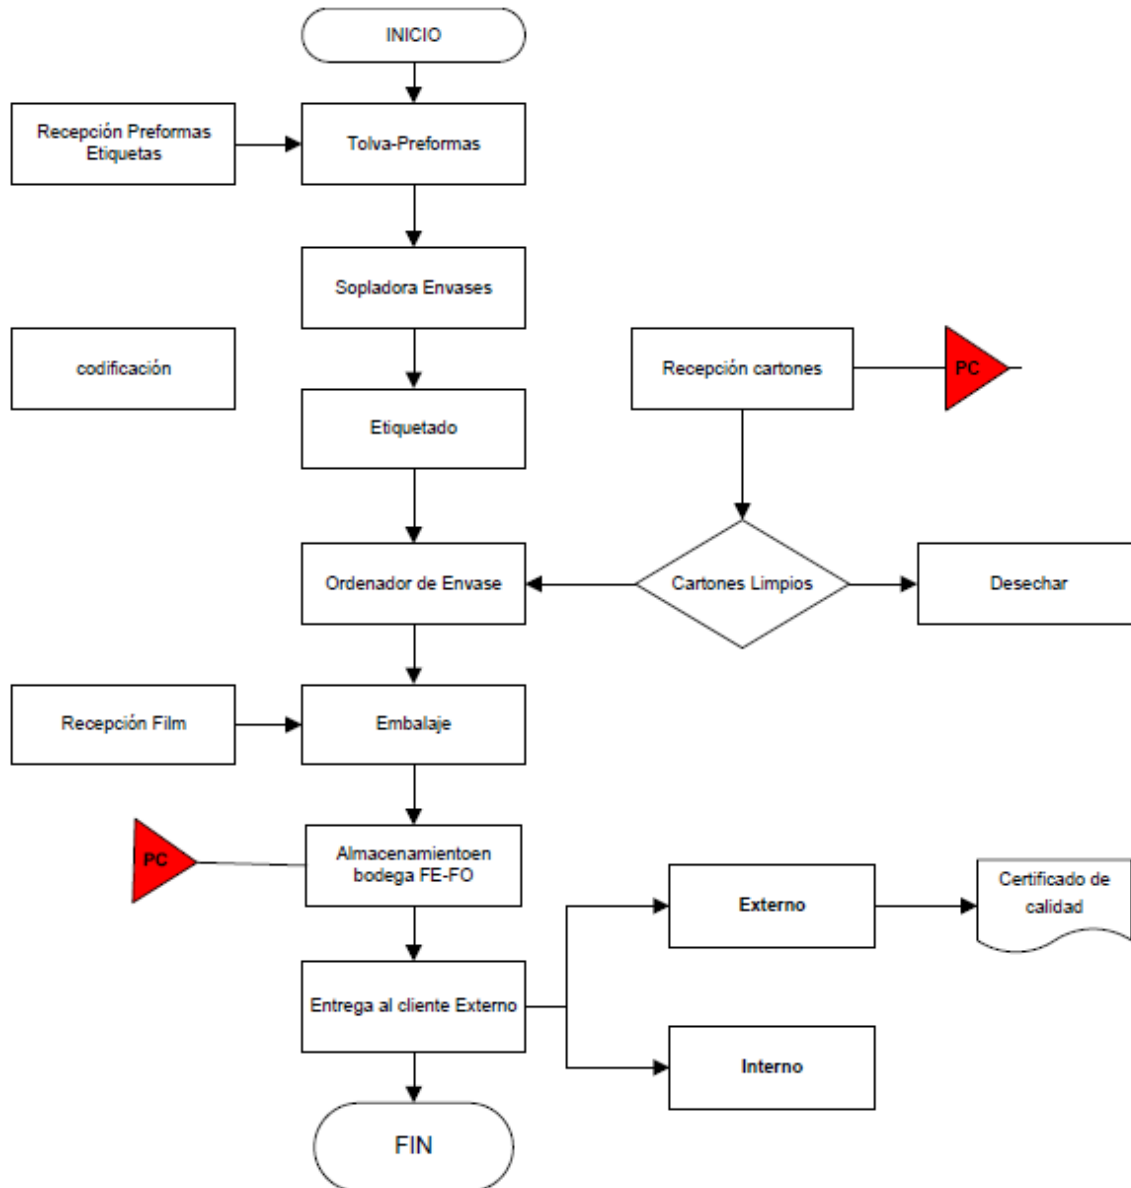 INICIO
Recepción Preformas
Etiquetas
Tolva-Preformas
Sopladora Envases
codificación
Recepción cartones
PC
Etiquetado
Ordenador de Envase
Cartones Limpios
Desechar
Recepción Film
Embalaje
PC
Almacenamientoen
bodega FE-FO
Externo
Certificado de
calidad
Entrega al cliente Externo
Interno
FIN